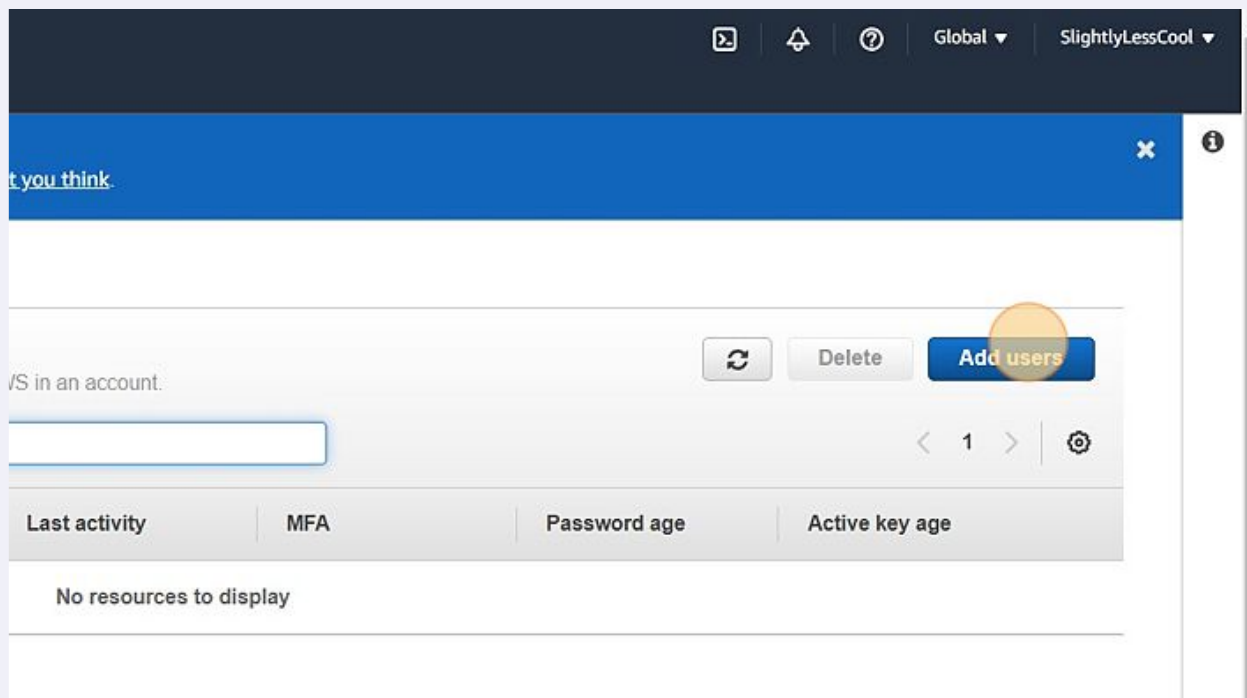 Global SlightlyLessCool
t you think.
Delete Add users
/S in an account.
1
Last activity MFA Password age Active key age
No resources to display